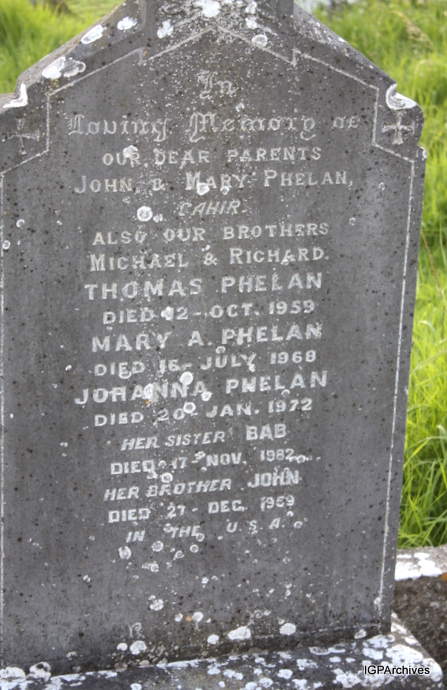 In
Loving Memory of
OUR DEAR PARENTS
JOHN, & MARY PHELAN,
CAHIR.
ALSO OUR BROTHERS
MICHAEL & RICHARD.
THOMAS PHELAN
DIED 12 - OCT. 1959
MARY A. PHELAN
DIED 16 - JULY 1968
JOHANNA PHELAN
DIED 20 - JAN. 1972
HER SISTER BAB
DIED 17 - NOV. 1982
HER BROTHER JOHN
DIED 27 - DEC. 1959
IN THE U.S.A.
IGPArchives